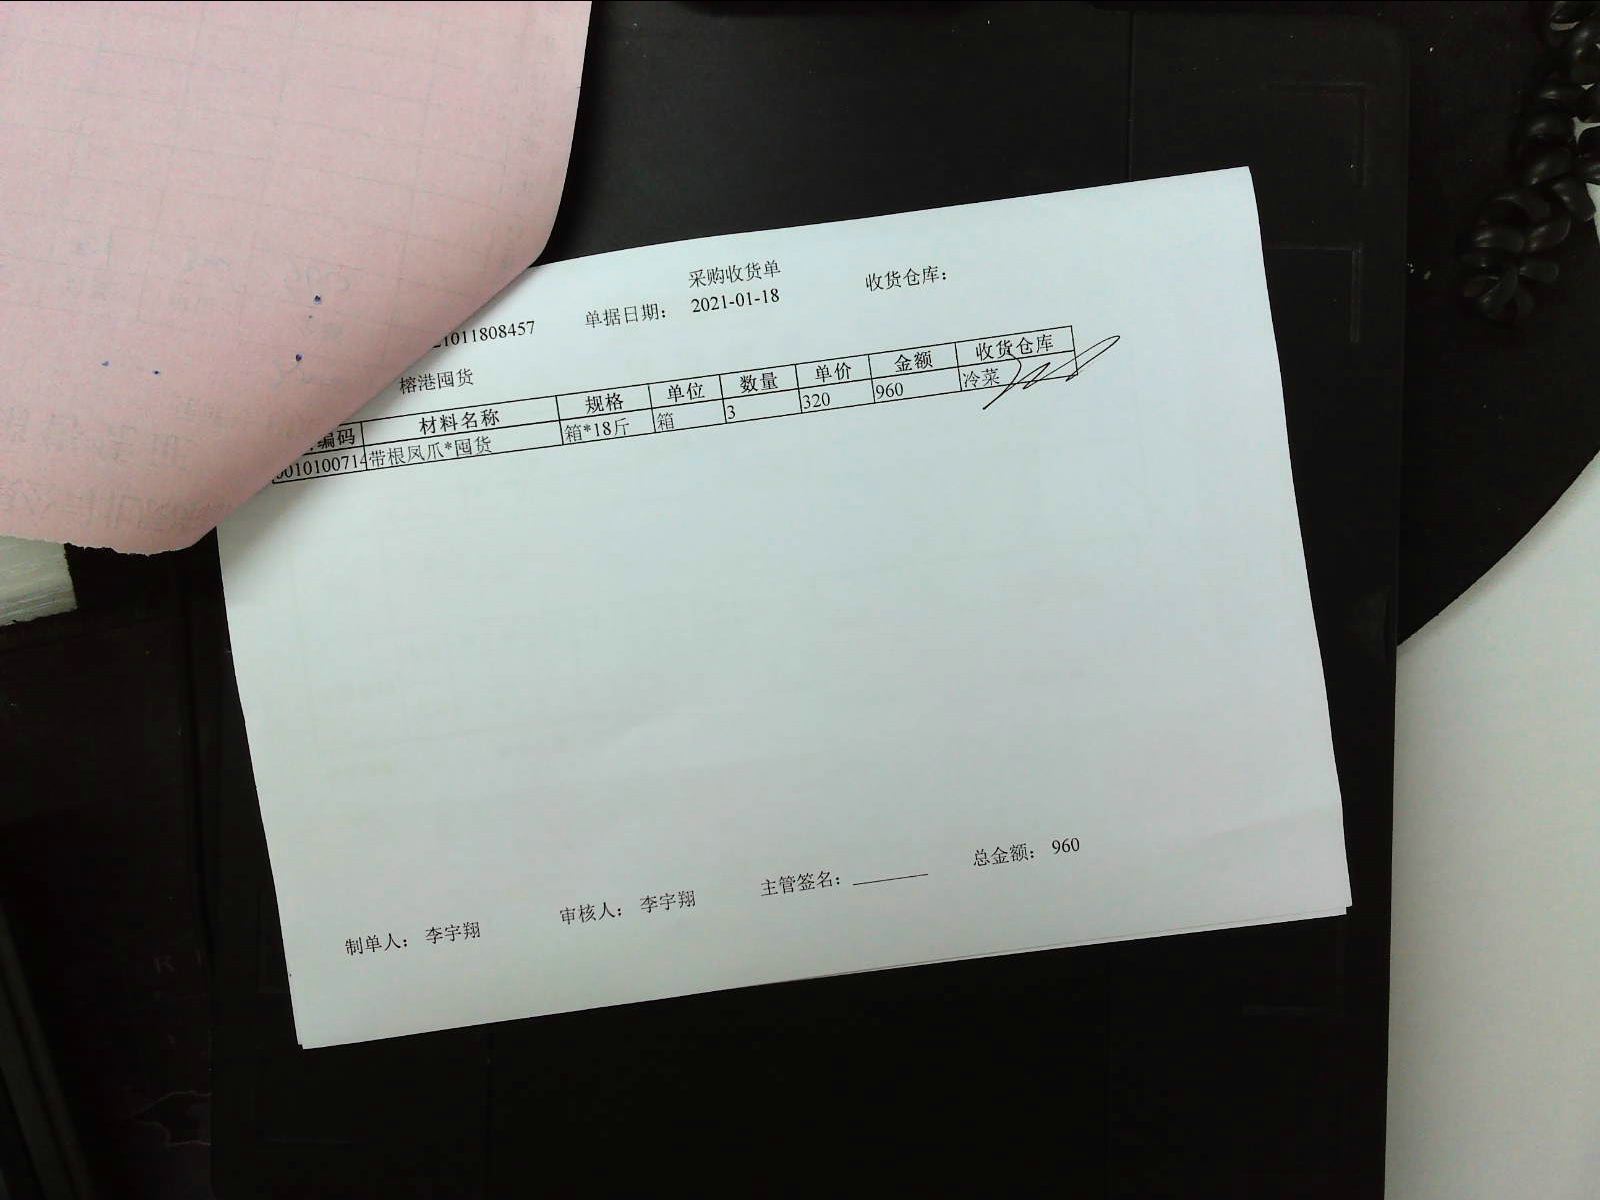 采购收货单
21011808457 单据日期: 2021-01-18 收货仓库:
榕港囤货
编码 材料名称 规格 单位 数量 单价 金额 收货仓库
0010100714 带根凤爪*囤货 箱*18斤 箱 3 320 960 冷菜
制单人: 李宇翔 审核人: 李宇翔 主管签名: 总金额: 960